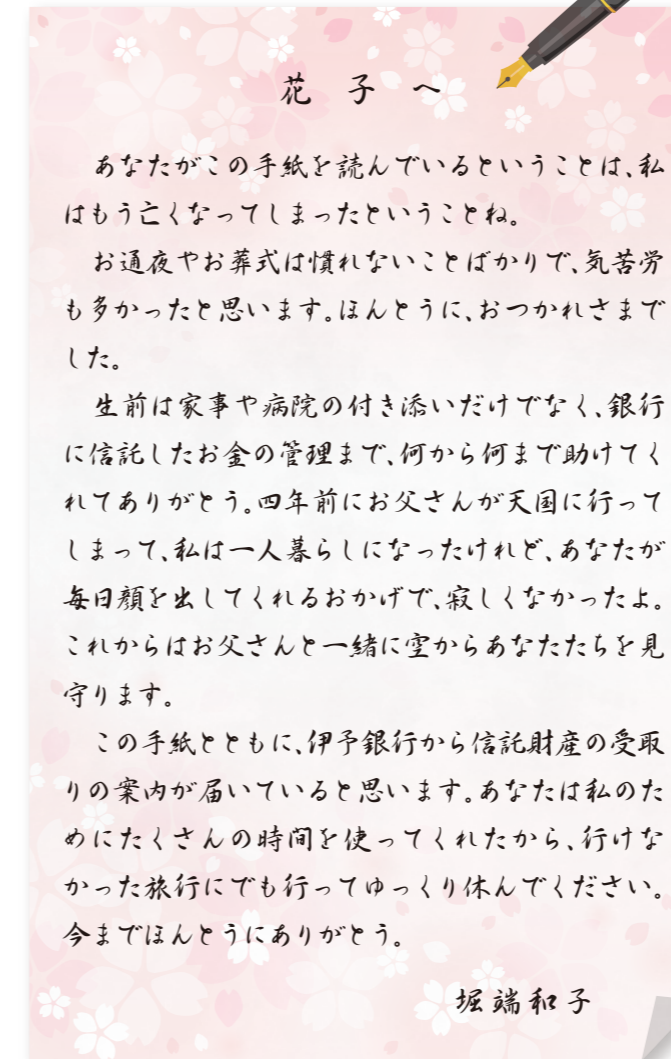 花子へ
あなたがこの手紙を読んでいるということは、私
はもう亡くなってしまったということね。
お通夜やお葬式は慣れないことばかりで、気苦労
も多かったと思います。ほんとうに、おつかれさまで
した。
生前は家事や病院の付き添いだけでなく、銀行
に信託したお金の管理まで、何から何まで助けてく
れてありがとう。四年前にお父さんが天国に行って
しまって、私は一人暮らしになったけれど、あなたが
毎日顔を出してくれるおかげで、寂しくなかったよ。
これからはお父さんと一緒に空からあなたたちを見
守ります。
この手紙とともに、伊予銀行から信託財産の受取
りの案内が届いていると思います。あなたは私のた
めにたくさんの時間を使ってくれたから、行けな
かった旅行にでも行ってゆっくり休んでください。
今までほんとうにありがとう。
堀端和子